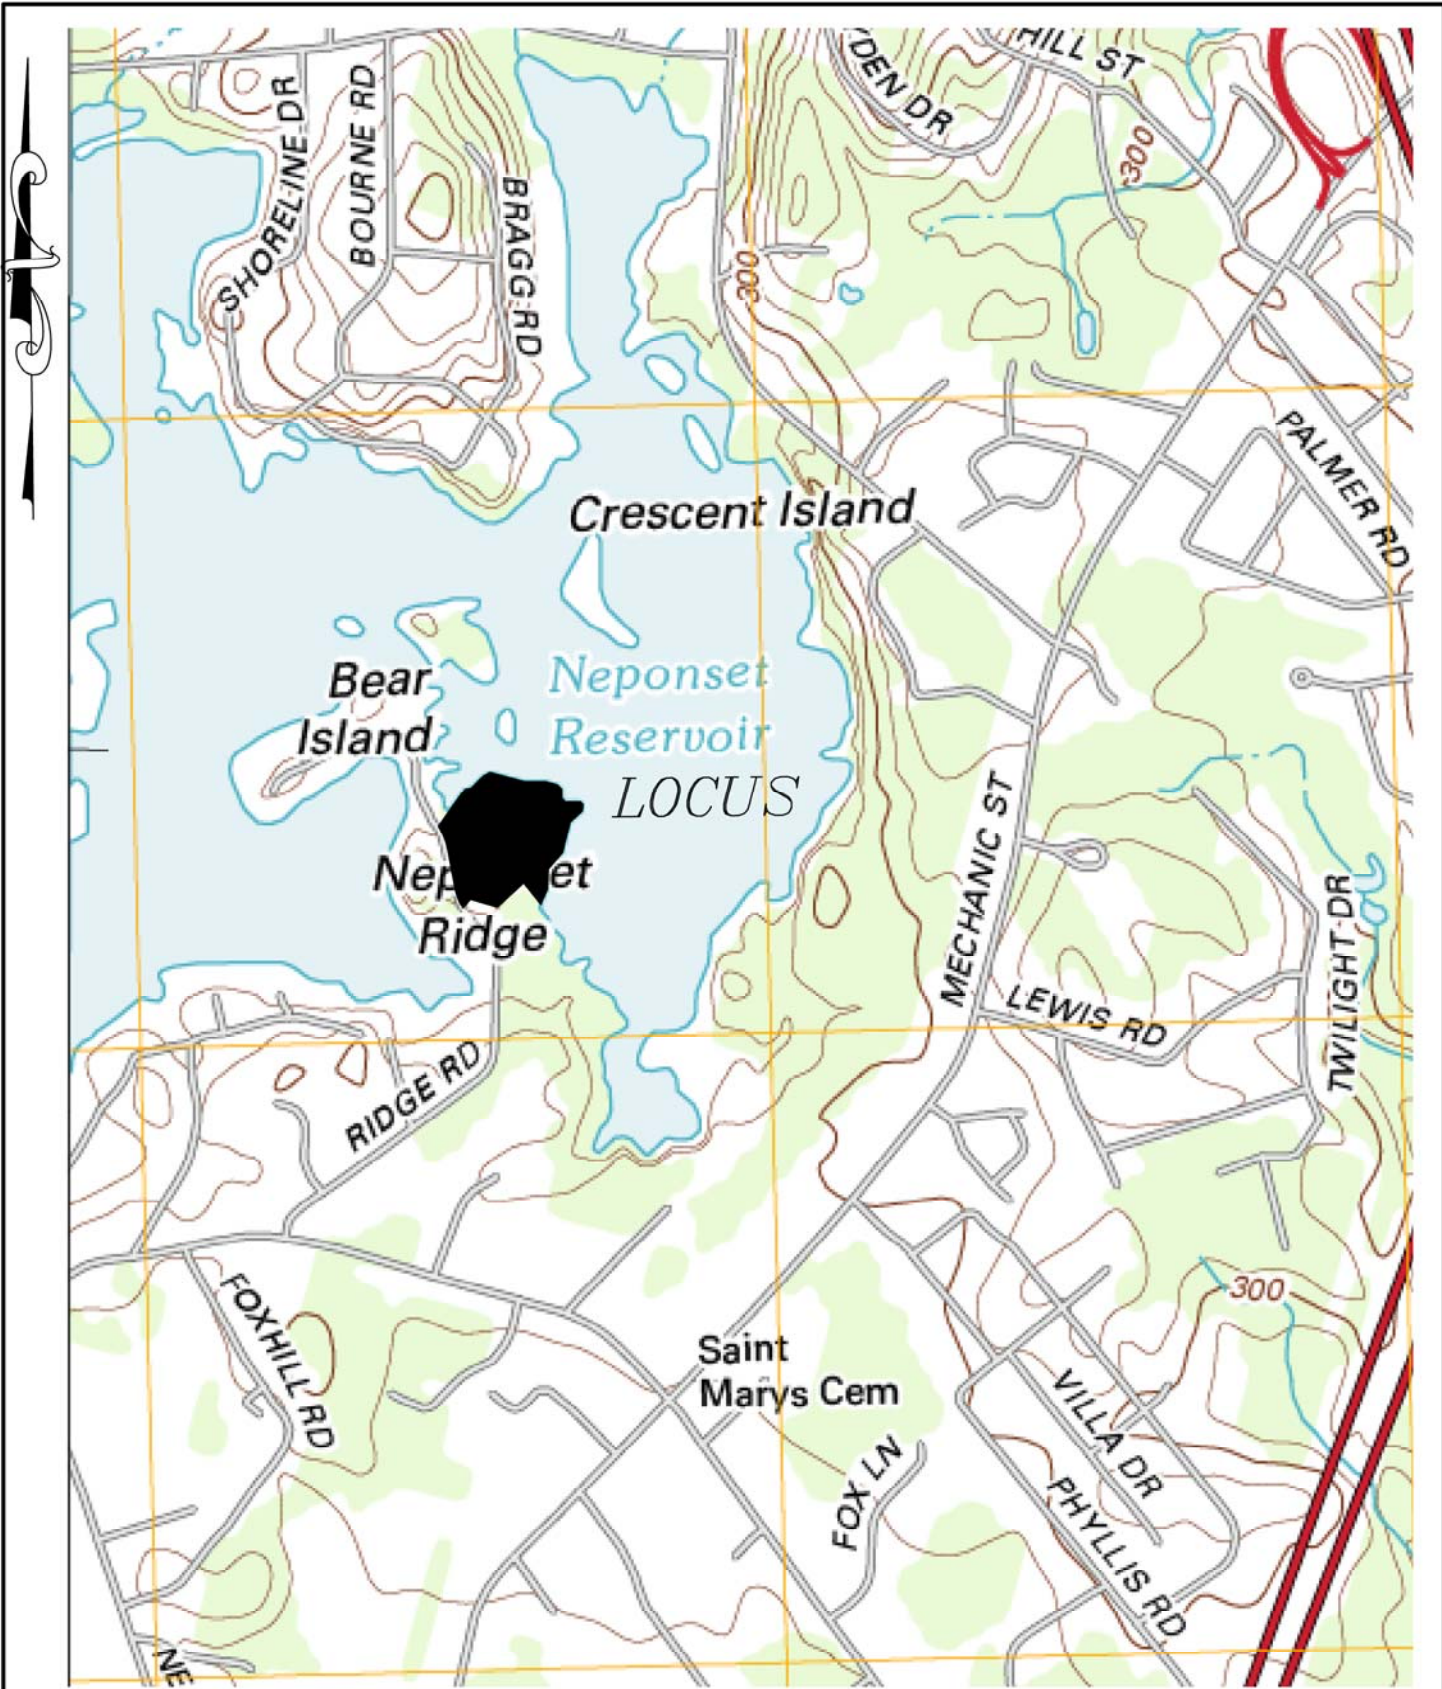 HILL ST
DEN DR
SHORELINE DR
BOURNE RD
BRAGG RD
300
300
PALMER RD
Crescent Island
Bear
Island
Neponset
Reservoir
LOCUS
Nep et
Ridge
MECHANIC ST
LEWIS RD
TWILIGHT DR
RIDGE RD
FOXHILL RD
300
Saint
Marys Cem
VILLA DR
FOX LN
PHYLLIS RD
NE